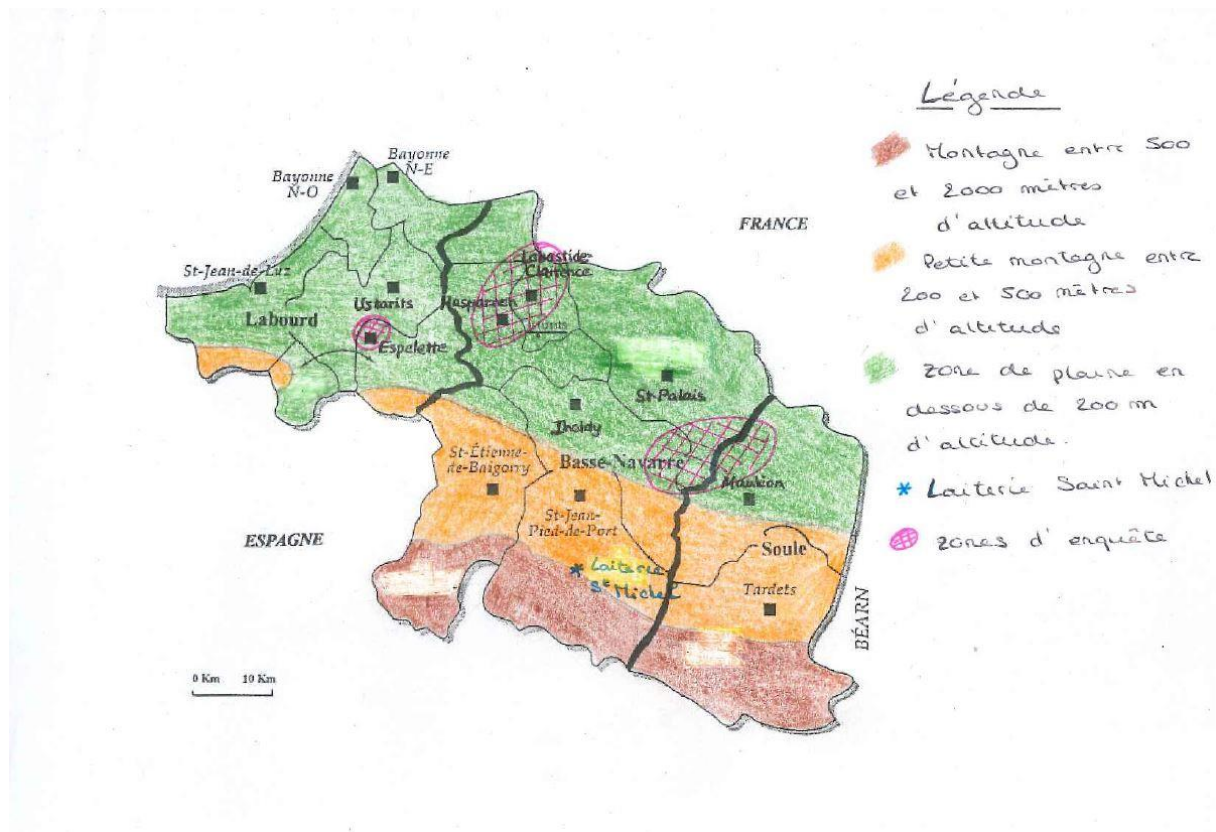 Légende
Montagne entre 500
et 2000 mètres
d'altitude
Petite montagne entre
200 et 500 mètres
d'altitude
zone de plaine en
dessous de 200 m
d'altitude.
* Laiterie Saint Michel
zones d'enquête
Bayonne
N-E
Bayonne
N-O
FRANCE
St-Jean-de-Luz
Ustarits
Labourd
Espelette
Labastide-
Clairence
Hasparren
St-Palais
Iholdy
St-Étienne-
de-Baigorry
Basse-Navarre
Mauléon
St-Jean-
Pied-de-Port
ESPAGNE
Soule
* Laiterie
St Michel
Tardets
BÉARN
0 Km 10 Km